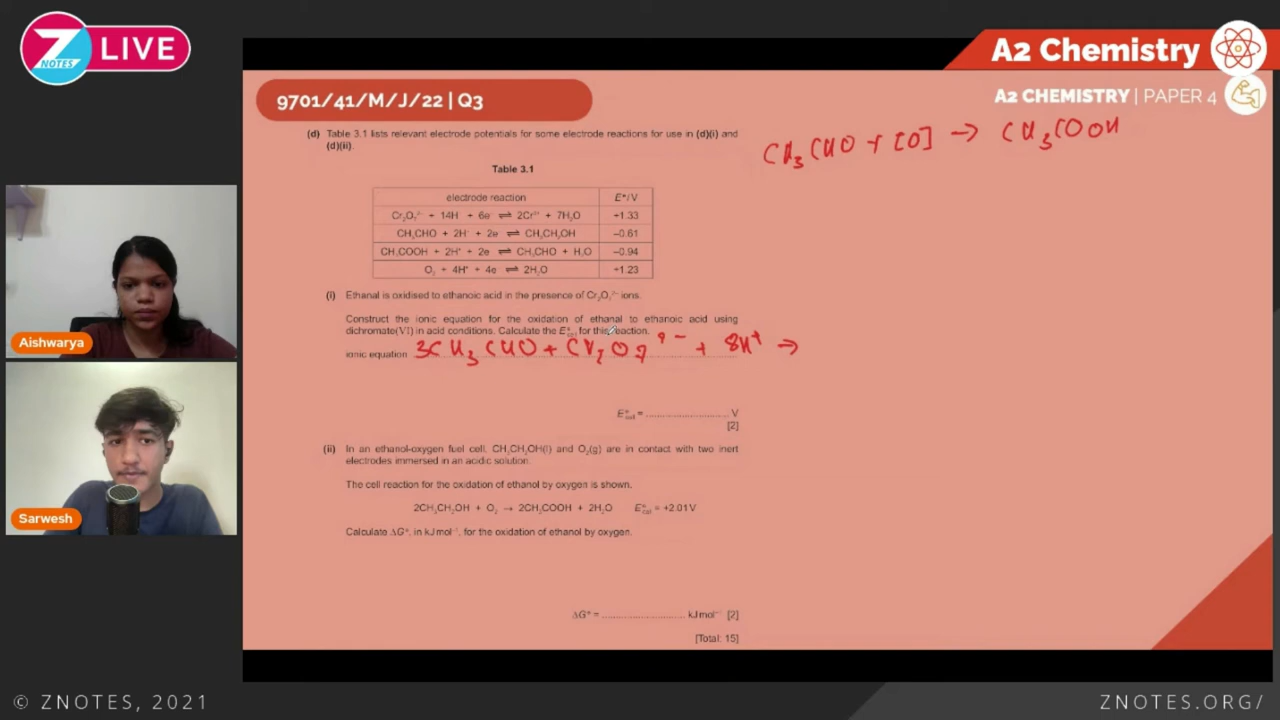 Z NOTES LIVE
A2 Chemistry
9701/41/M/J/22 | Q3
A2 CHEMISTRY | PAPER 4
(d) Table 3.1 lists relevant electrode potentials for some electrode reactions for use in (d)(i) and
(d)(ii).
CH₃CHO + [O] → CH₃COOH
Table 3.1
electrode reaction E°/V
Cr₂O₇²⁻ + 14H + 6e ⇌ 2Cr³⁺ + 7H₂O +1.33
CH₃CHO + 2H⁺ + 2e ⇌ CH₃CH₂OH –0.61
CH₃COOH + 2H⁺ + 2e ⇌ CH₃CHO + H₂O –0.94
O₂ + 4H⁺ + 4e ⇌ 2H₂O +1.23
(i) Ethanal is oxidised to ethanoic acid in the presence of Cr₂O₇²⁻ ions.
Construct the ionic equation for the oxidation of ethanal to ethanoic acid using
dichromate(VI) in acid conditions. Calculate the E°cell for this reaction.
ionic equation 3CH₃CHO + Cr₂O₇²⁻ + 8H⁺ →
E°cell = .............................. V
[2]
(ii) In an ethanol-oxygen fuel cell, CH₃CH₂OH(l) and O₂(g) are in contact with two inert
electrodes immersed in an acidic solution.
The cell reaction for the oxidation of ethanol by oxygen is shown.
2CH₃CH₂OH + O₂ → 2CH₃COOH + 2H₂O E°cell = +2.01V
Calculate ΔG°, in kJ mol⁻¹, for the oxidation of ethanol by oxygen.
ΔG° = .............................. kJ mol⁻¹ [2]
[Total: 15]
Aishwarya
Sarwesh
© ZNOTES, 2021
ZNOTES.ORG/